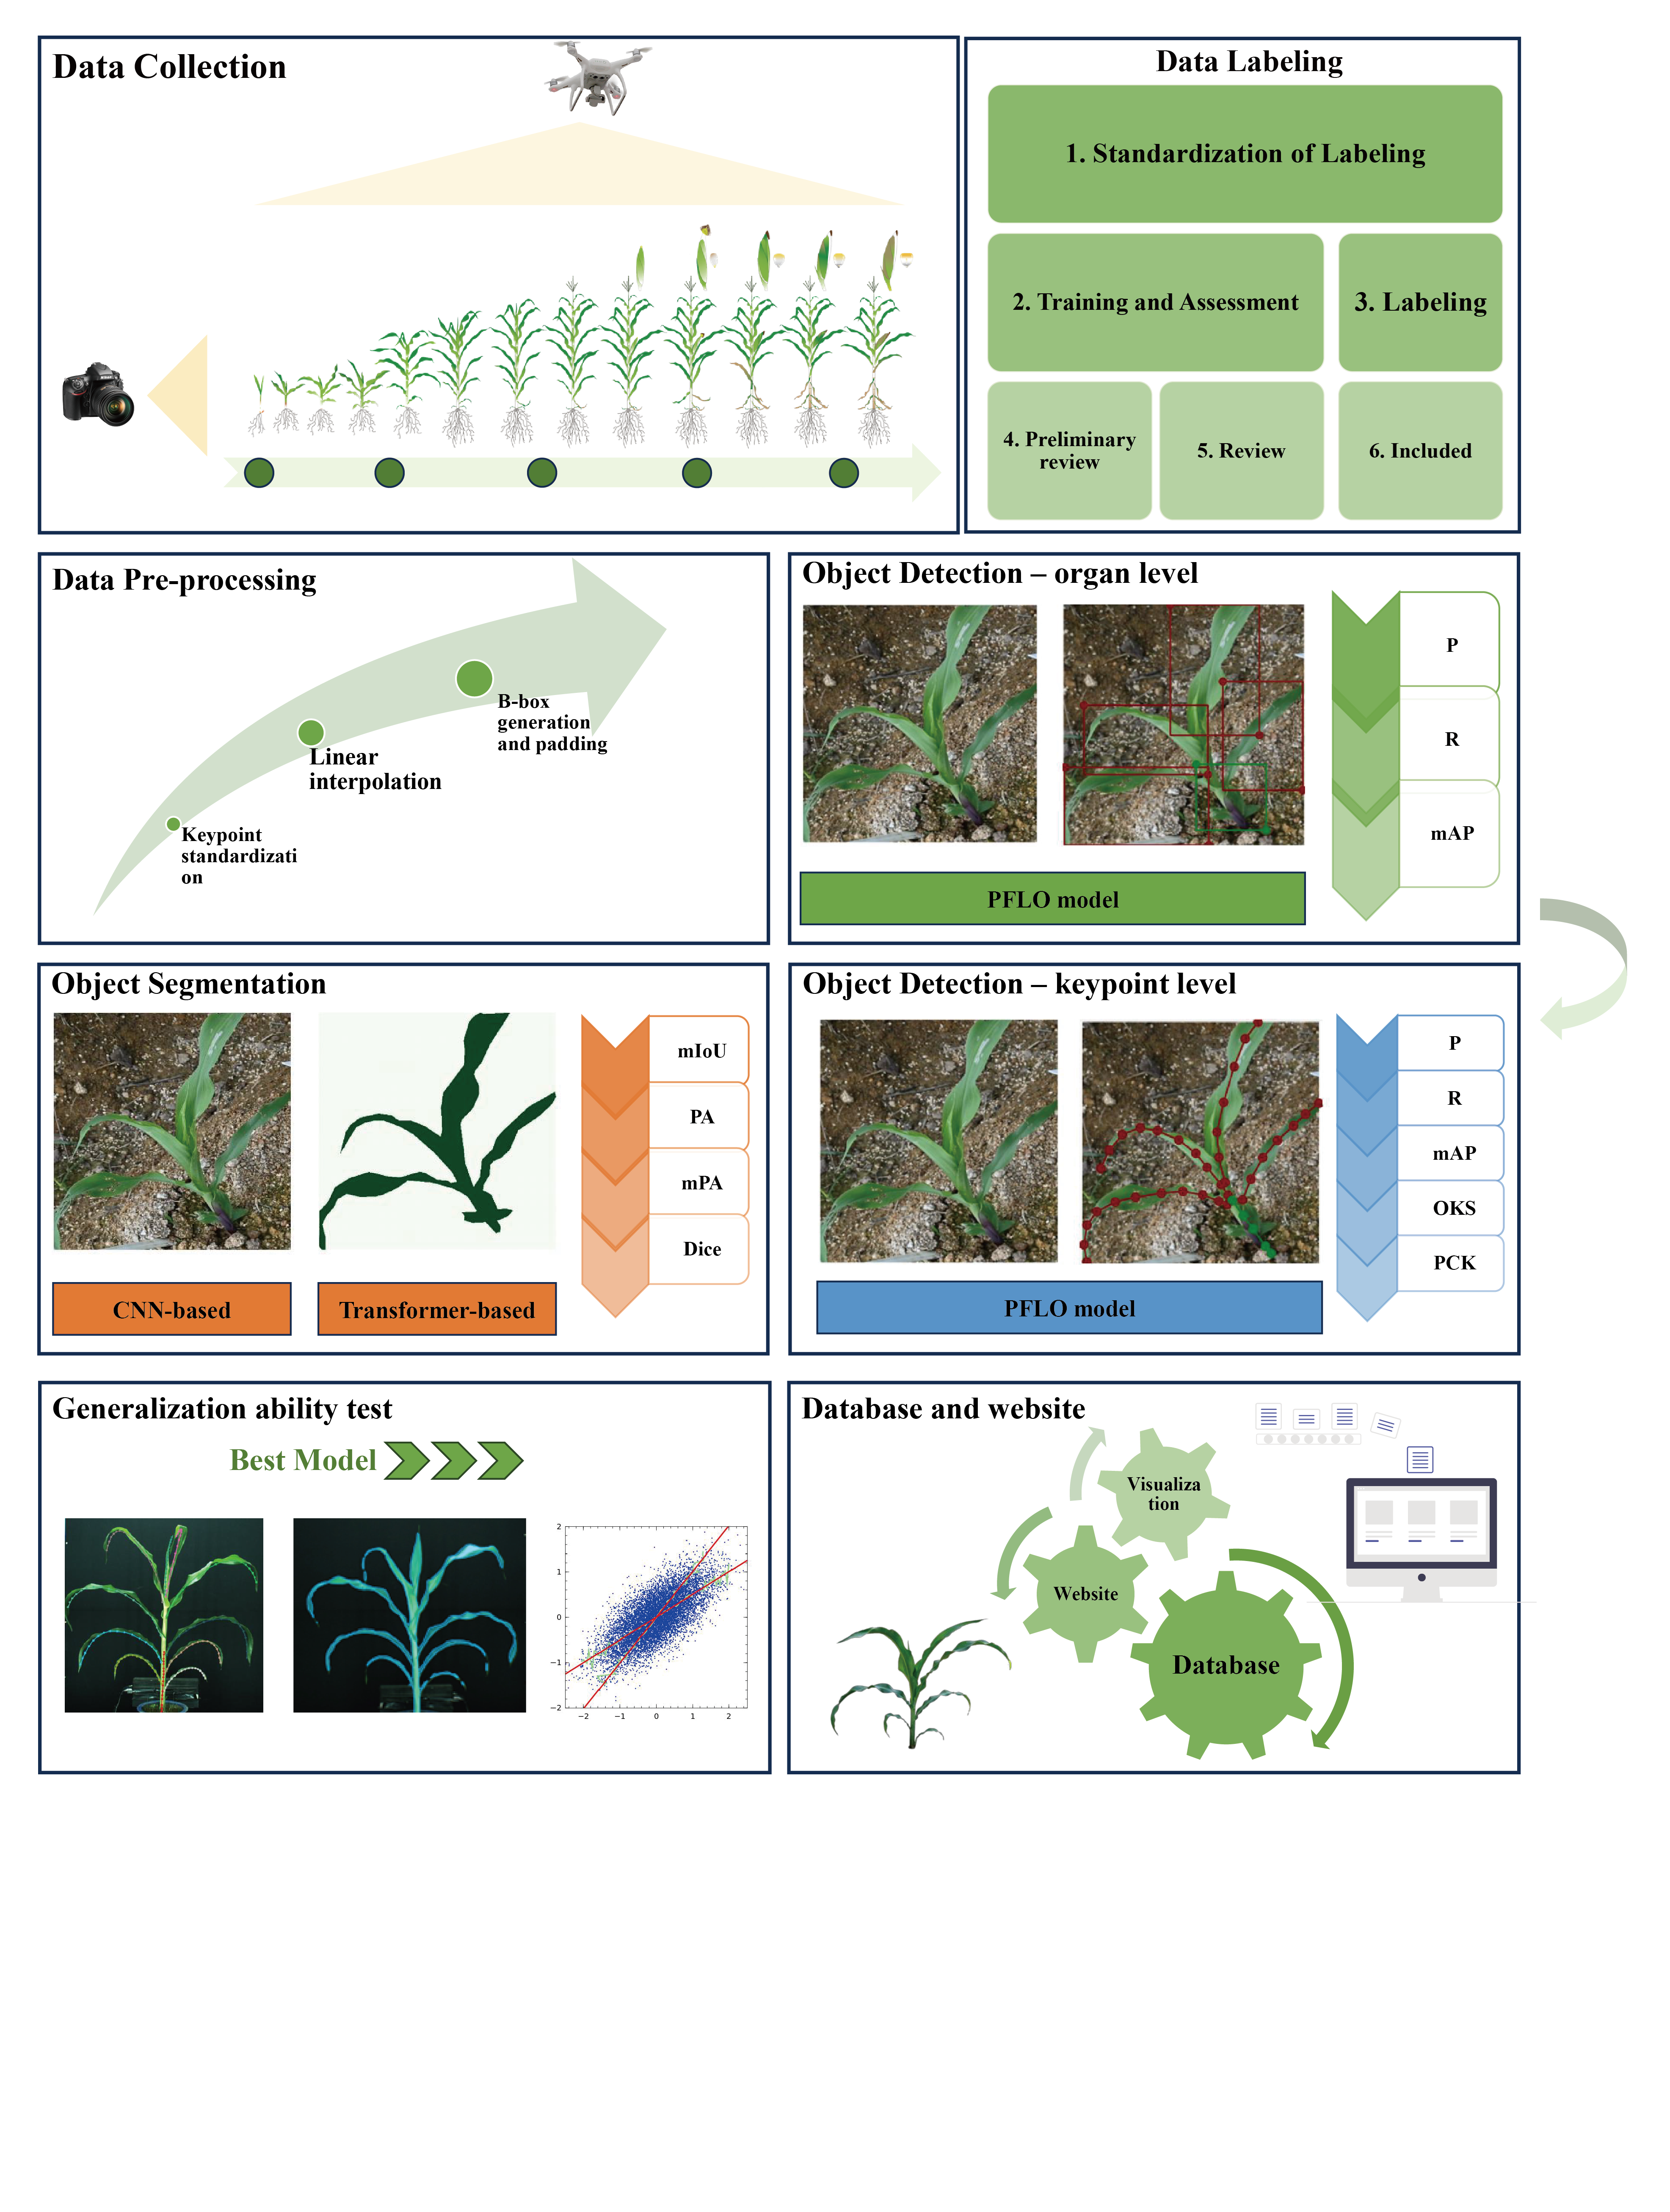 Data Collection
Data Labeling
1. Standardization of Labeling
2. Training and Assessment
3. Labeling
4. Preliminary
review
5. Review
6. Included
Data Pre-processing
Keypoint
standardizati
on
Linear
interpolation
B-box
generation
and padding
Object Detection – organ level
P
R
mAP
PFLO model
Object Segmentation
mIoU
PA
mPA
Dice
CNN-based
Transformer-based
Object Detection – keypoint level
P
R
mAP
OKS
PCK
PFLO model
Generalization ability test
Best Model
2
1
0
−1
−2
−2 −1 0 1 2
Database and website
Visualiza
tion
Website
Database